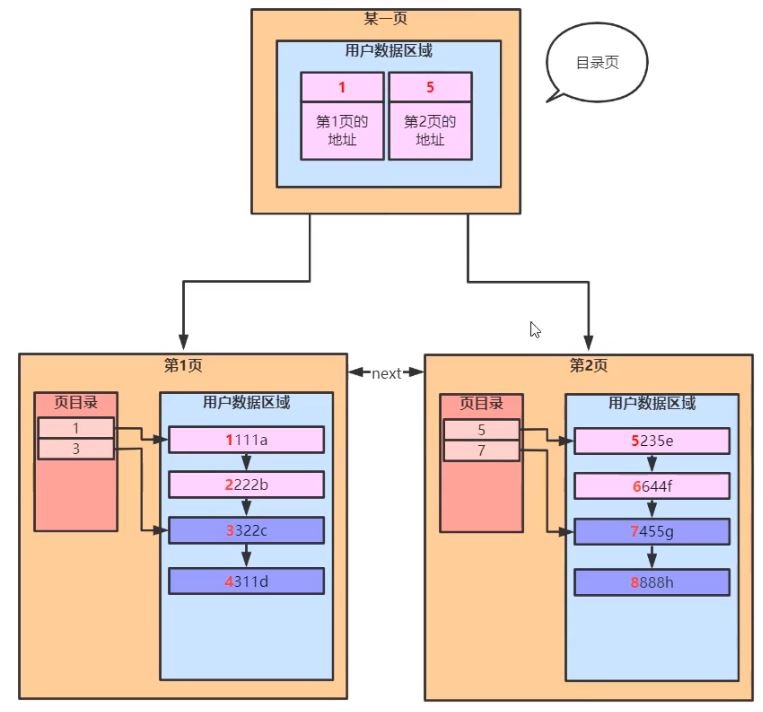 某一页
用户数据区域
目录页
1
5
第1页的
地址
第2页的
地址
第1页
next
第2页
页目录
用户数据区域
1
3
1111a
2222b
3322c
4311d
页目录
用户数据区域
5
7
5235e
6644f
7455g
8888h